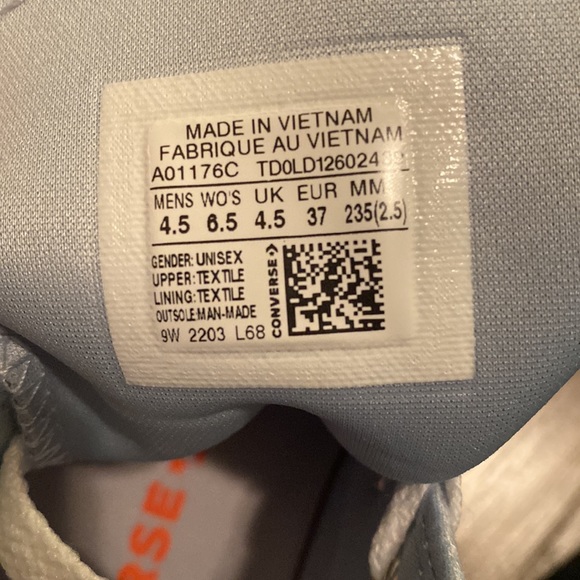 MADE IN VIETNAM
FABRIQUE AU VIETNAM
A01176C
MENS WO'S UK EUR MM
4.5 6.5 4.5 37 235(2.5)
GENDER: UNISEX
UPPER: TEXTILE
LINING: TEXTILE
OUTSOLE:MAN-MADE
9W 2203 L68
CONVERSE
RSE